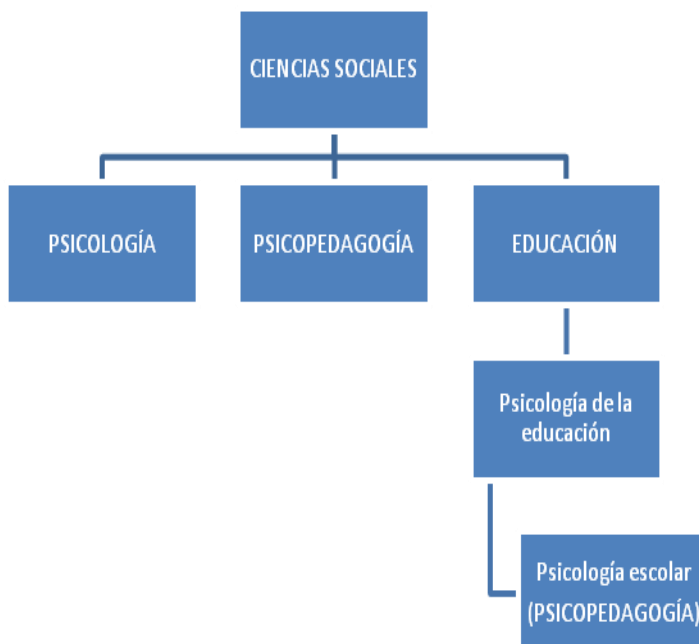 CIENCIAS SOCIALES
PSICOLOGÍA
PSICOPEDAGOGÍA
EDUCACIÓN
Psicología de la
educación
Psicología escolar
(PSICOPEDAGOGÍA)